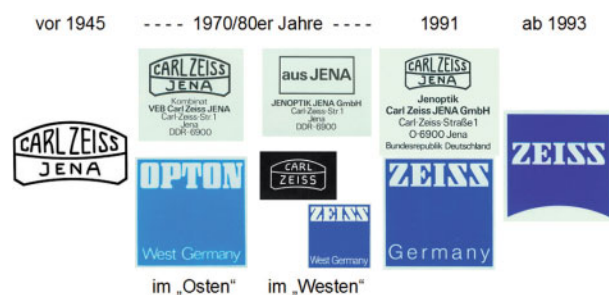 vor 1945
- - - - 1970/80er Jahre - - - -
1991
ab 1993
CARL ZEISS
JENA
CARL ZEISS
JENA
Kombinat
VEB Carl Zeiss JENA
Carl-Zeiss-Str.1
Jena
DDR-6900
OPTON
West Germany
im „Osten“
aus JENA
JENOPTIK JENA GmbH
Carl-Zeiss-Str.1
Jena
DDR-6900
CARL
ZEISS
ZEISS
West Germany
im „Westen“
CARL ZEISS
JENA
Jenoptik
Carl Zeiss JENA GmbH
Carl-Zeiss-Straße 1
O-6900 Jena
Bundesrepublik Deutschland
ZEISS
Germany
ZEISS